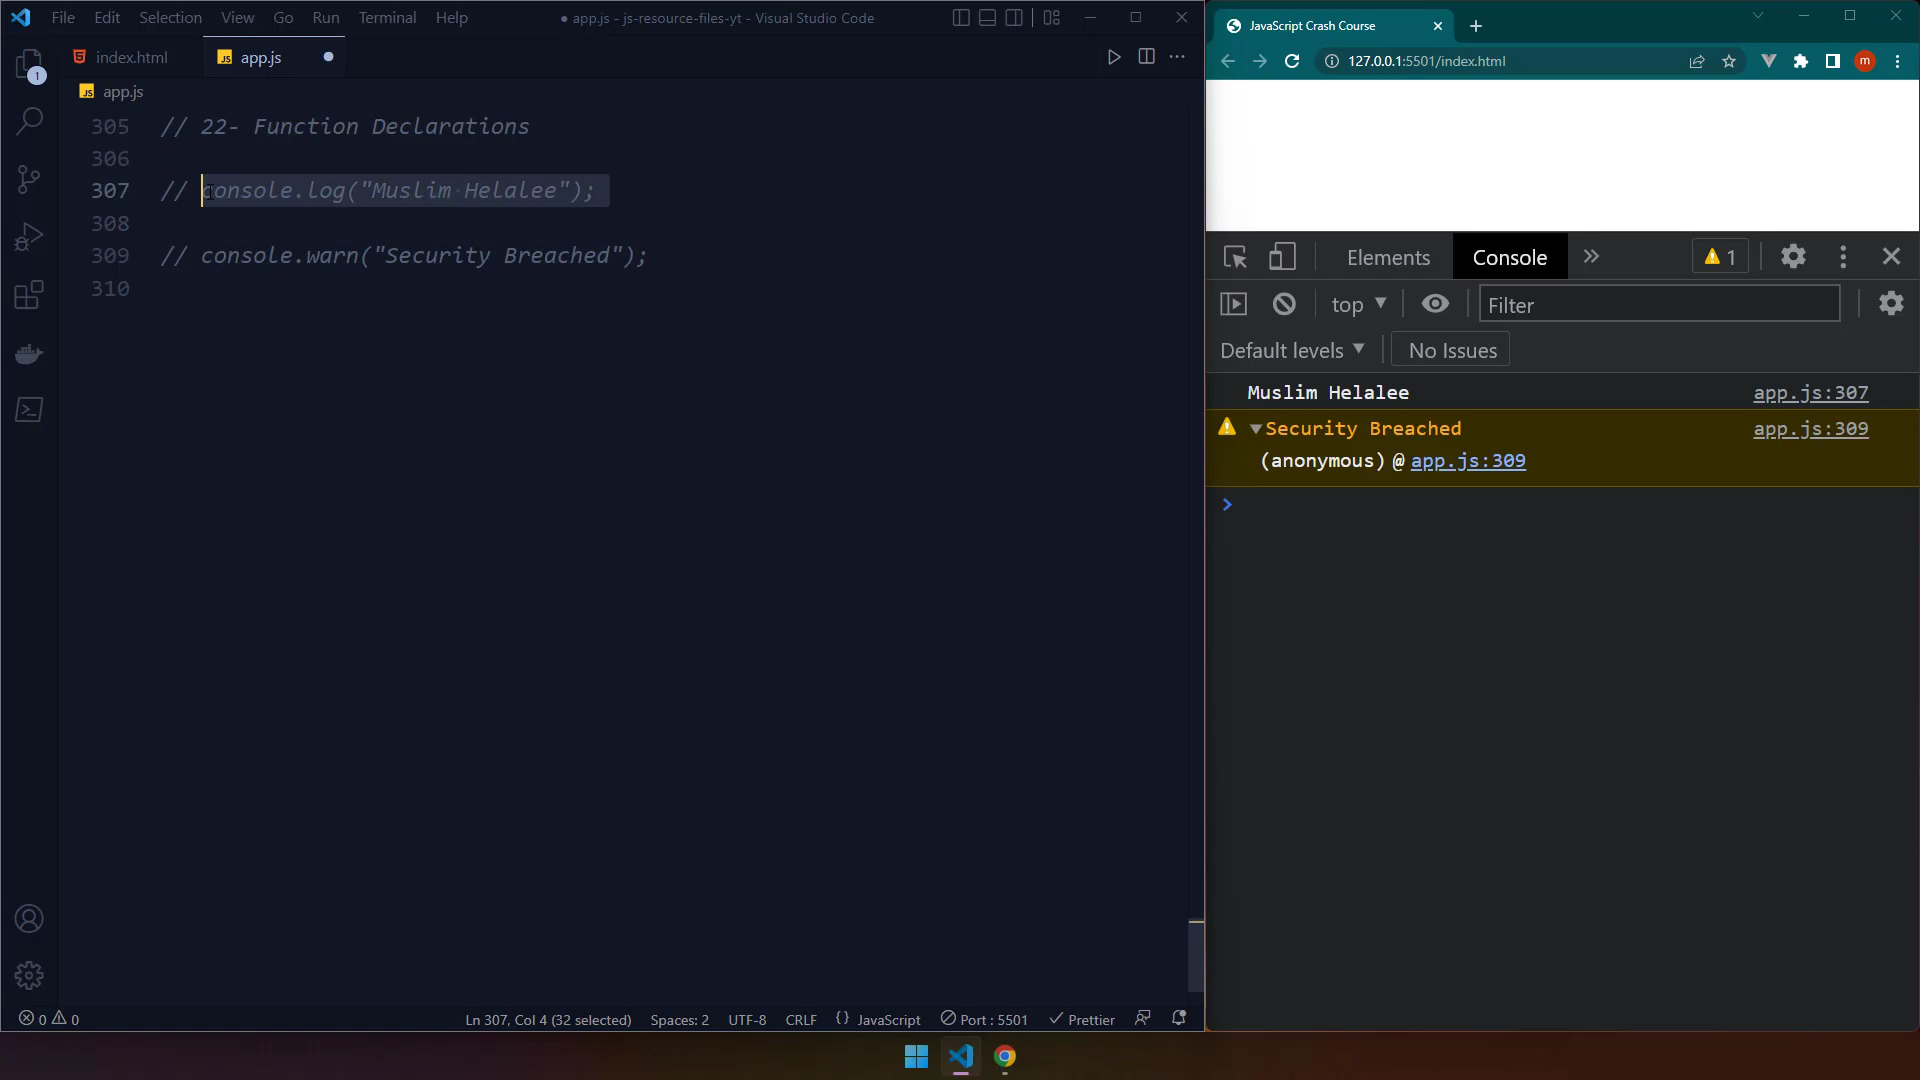 File Edit Selection View Go Run Terminal Help
● app.js - js-resource-files-yt - Visual Studio Code
index.html
JS app.js
1
JS app.js
305 // 22- Function Declarations
306
307 // console.log("Muslim Helalee");
308
309 // console.warn("Security Breached");
310
0 0
Ln 307, Col 4 (32 selected) Spaces: 2 UTF-8 CRLF {} JavaScript Port : 5501 Prettier
JavaScript Crash Course
127.0.0.1:5501/index.html
m
Elements Console 1
top Filter
Default levels No Issues
Muslim Helalee app.js:307
Security Breached app.js:309
(anonymous) @ app.js:309